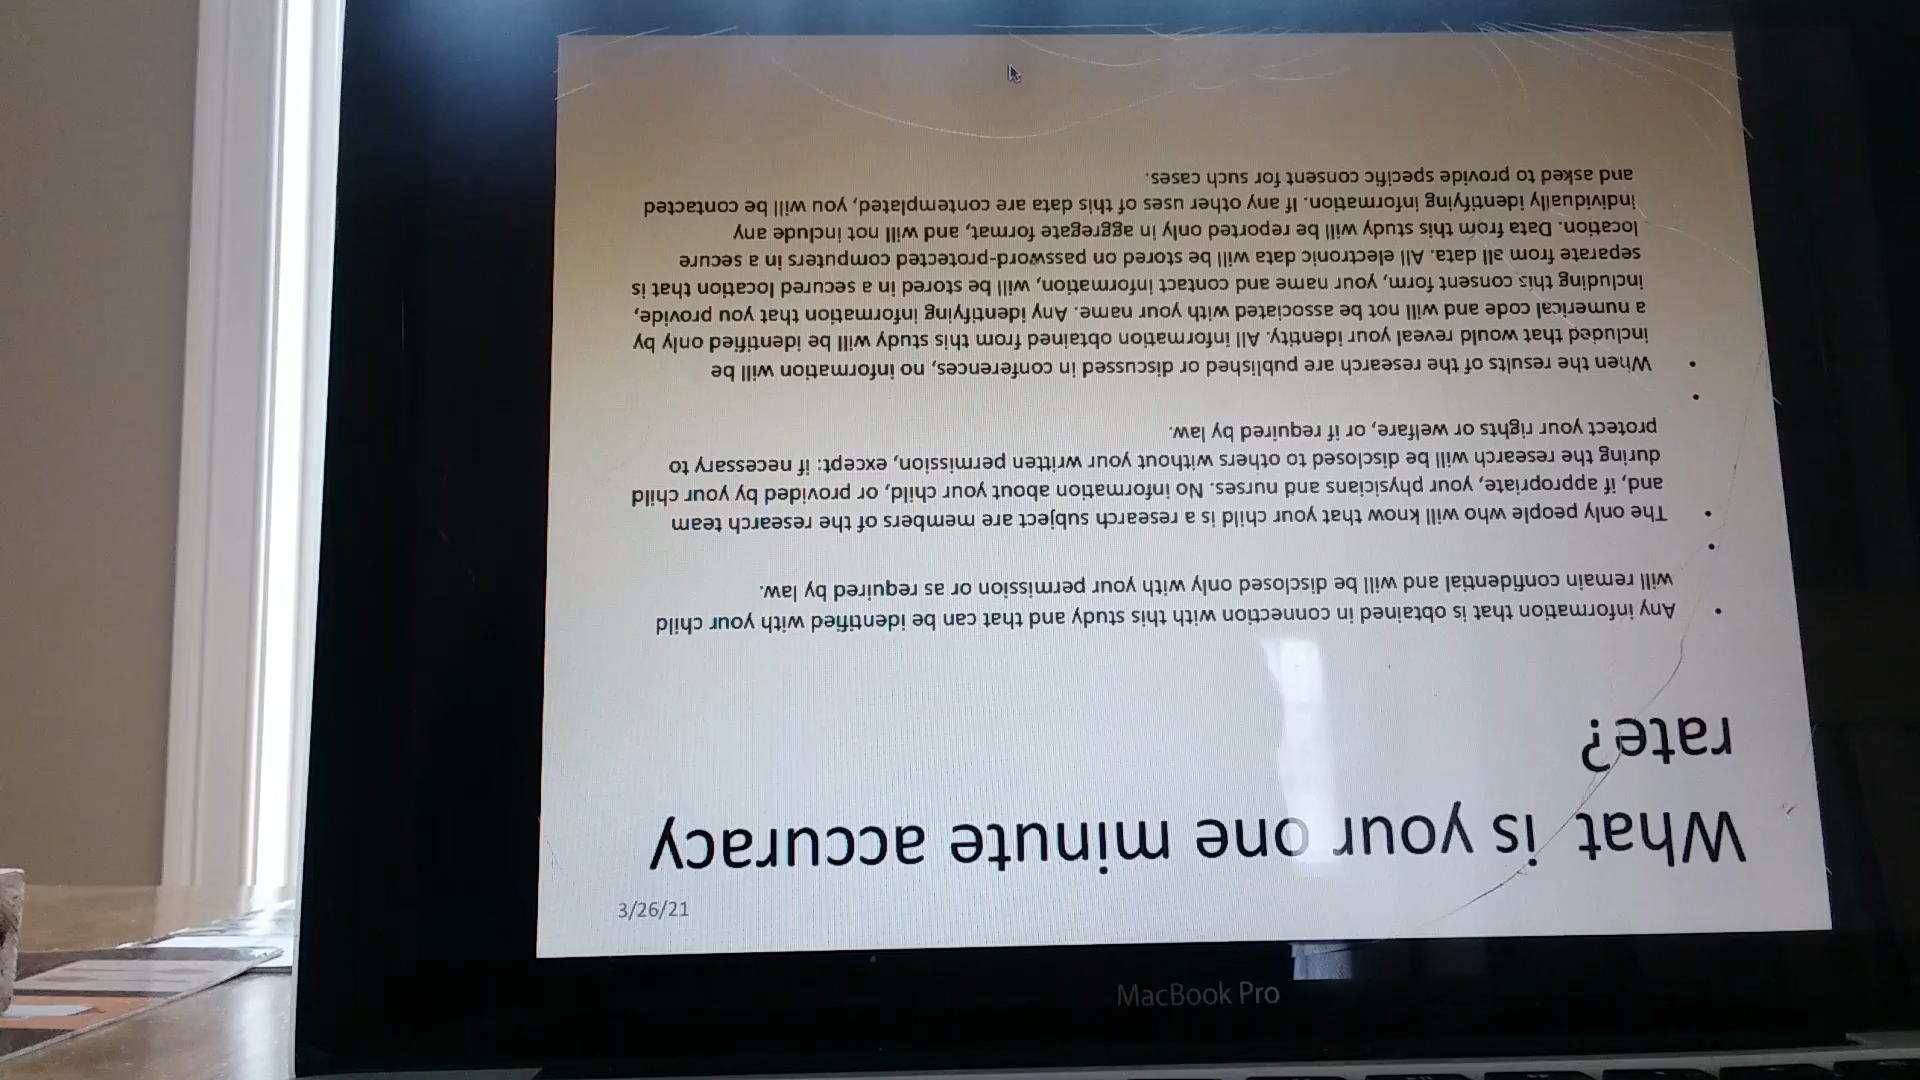 What is your one minute accuracy
rate?
• Any information that is obtained in connection with this study and that can be identified with your child
will remain confidential and will be disclosed only with your permission or as required by law.
•
• The only people who will know that your child is a research subject are members of the research team
and, if appropriate, your physicians and nurses. No information about your child, or provided by your child
during the research will be disclosed to others without your written permission, except: if necessary to
protect your rights or welfare, or if required by law.
•
• When the results of the research are published or discussed in conferences, no information will be
included that would reveal your identity. All information obtained from this study will be identified only by
a numerical code and will not be associated with your name. Any identifying information that you provide,
including this consent form, your name and contact information, will be stored in a secured location that is
separate from all data. All electronic data will be stored on password-protected computers in a secure
location. Data from this study will be reported only in aggregate format, and will not include any
individually identifying information. If any other uses of this data are contemplated, you will be contacted
and asked to provide specific consent for such cases.
3/26/21
MacBook Pro